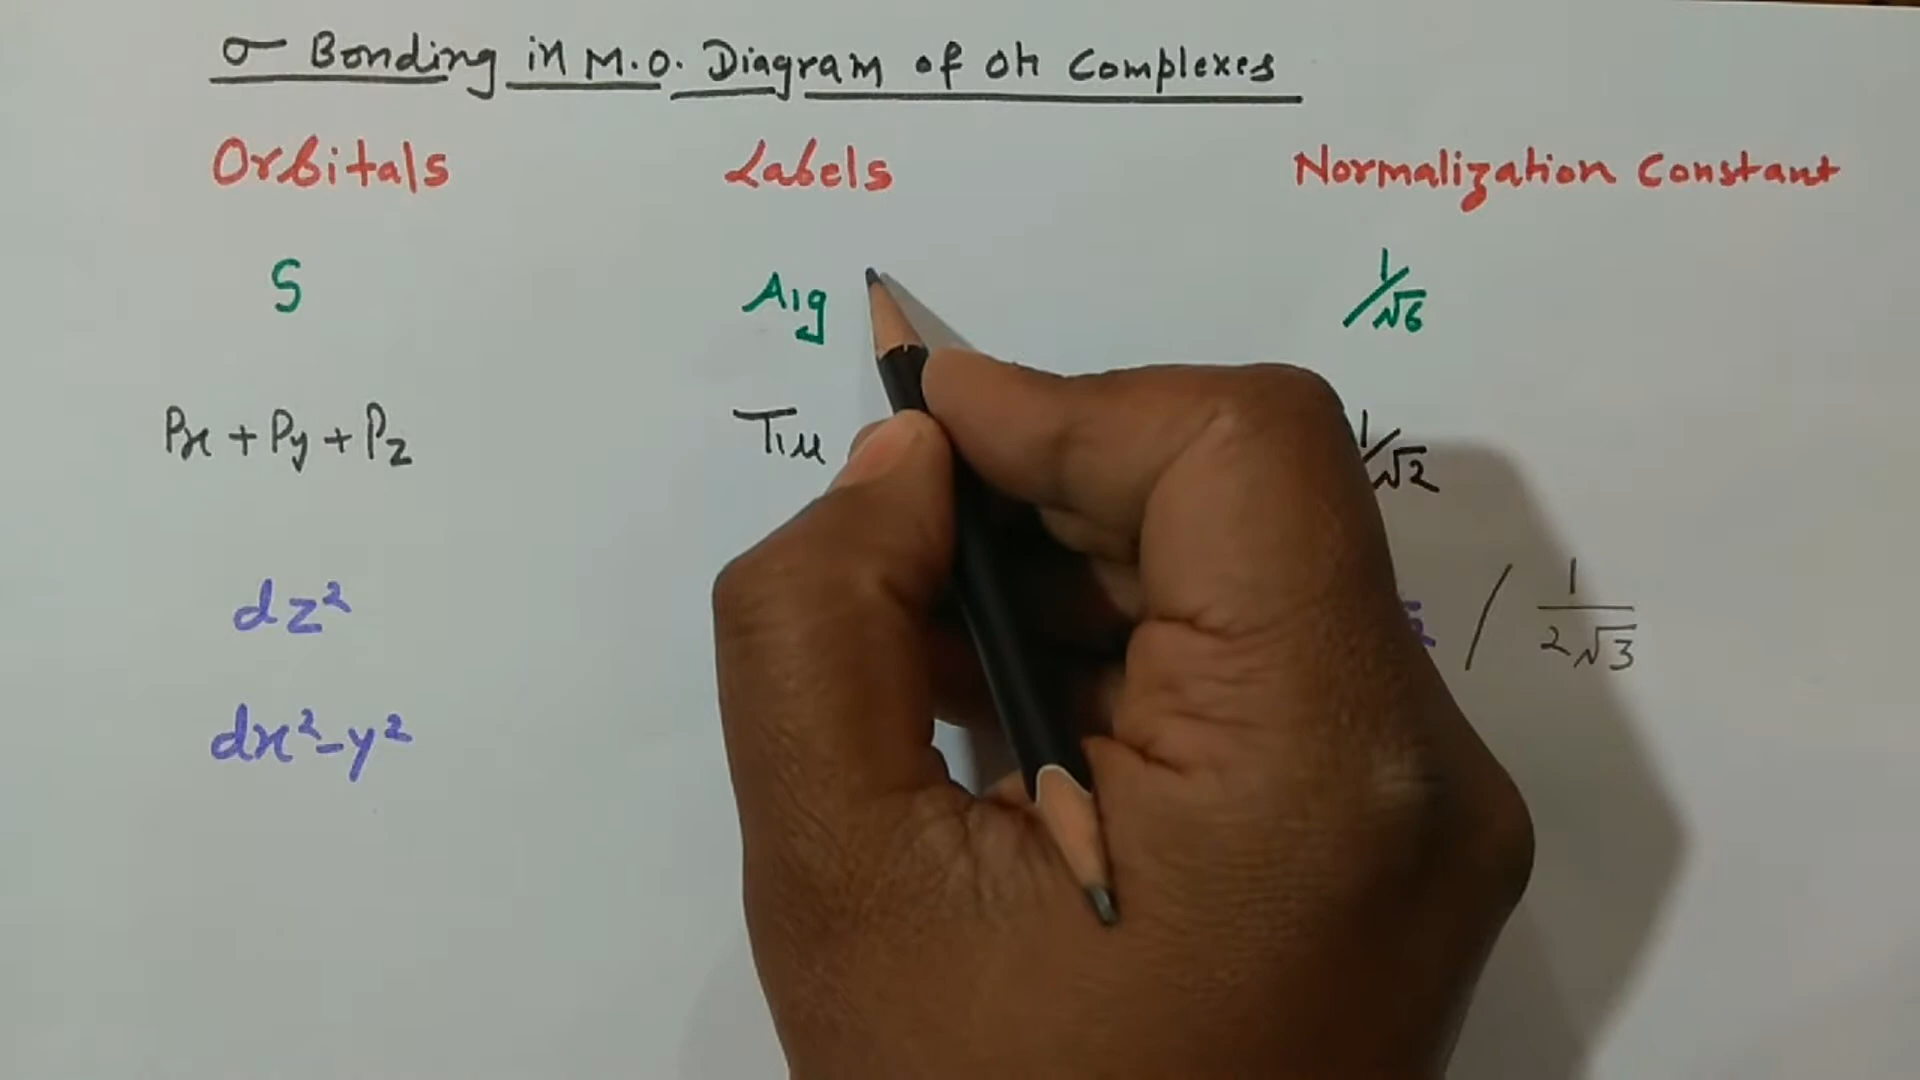 σ Bonding in M.O. Diagram of Oh Complexes
Orbitals Labels Normalization Constant
S A1g 1/√6
Px + Py + Pz T1u 1/√2
dz² / 1/2√3
dx²-y²